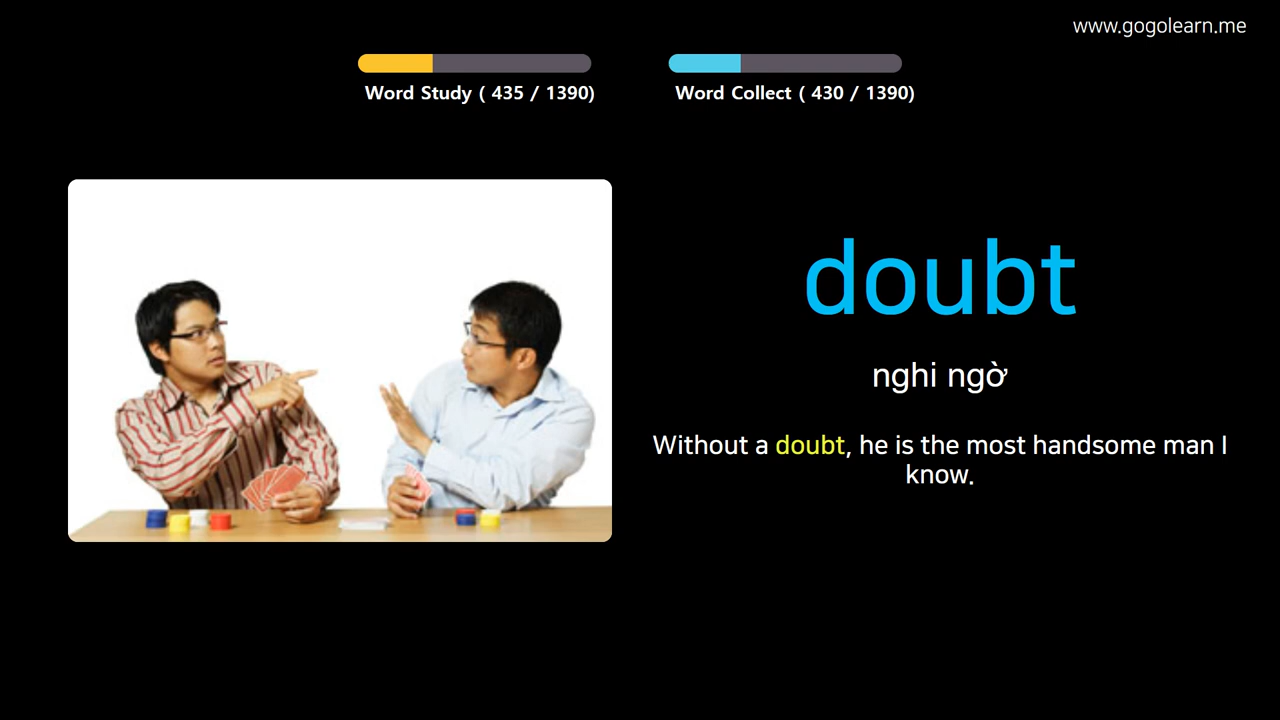 www.gogolearn.me
Word Study ( 435 / 1390)
Word Collect ( 430 / 1390)
doubt
nghi ngờ
Without a doubt, he is the most handsome man I
know.